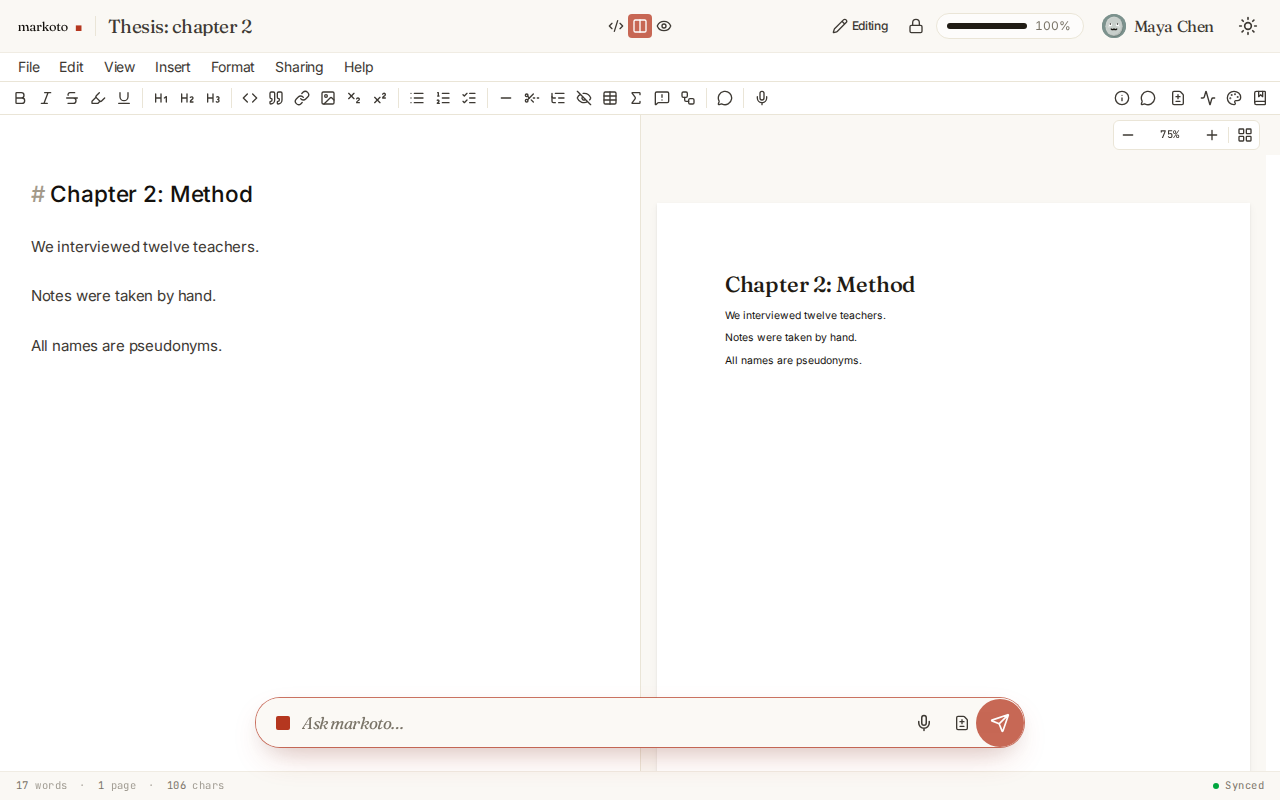 markoto
Thesis: chapter 2
Editing
100%
Maya Chen
File Edit View Insert Format Sharing Help
H1 H2 H3
75%
# Chapter 2: Method
We interviewed twelve teachers.
Notes were taken by hand.
All names are pseudonyms.
Chapter 2: Method
We interviewed twelve teachers.
Notes were taken by hand.
All names are pseudonyms.
Ask markoto...
17 words · 1 page · 106 chars
Synced